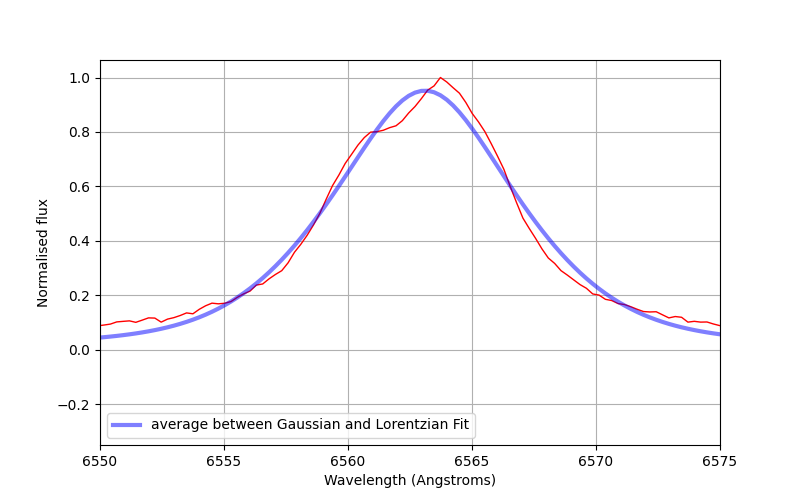 Normalised flux
1.0
0.8
0.6
0.4
0.2
0.0
−0.2
average between Gaussian and Lorentzian Fit
6550 6555 6560 6565 6570 6575
Wavelength (Angstroms)